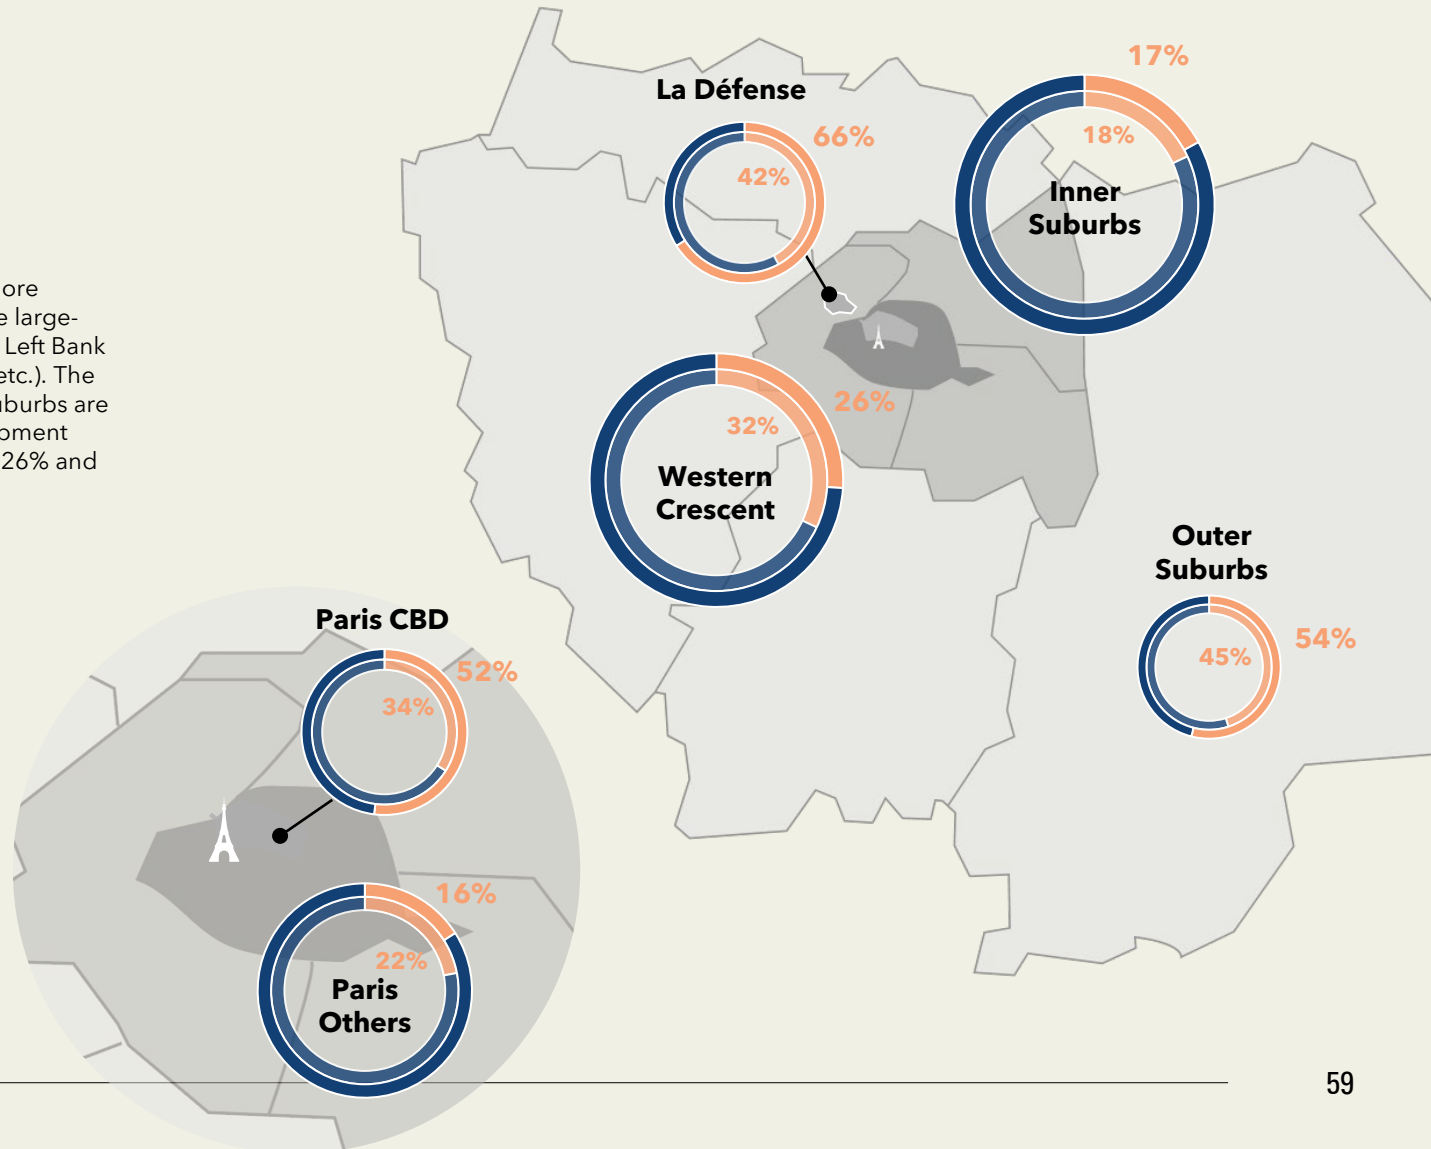 ore
e large-
Left Bank
etc.). The
uburbs are
pment
26% and
La Défense
66%
42%
17%
18%
Inner
Suburbs
26%
32%
Western
Crescent
Outer
Suburbs
54%
45%
Paris CBD
52%
34%
16%
22%
Paris
Others
59